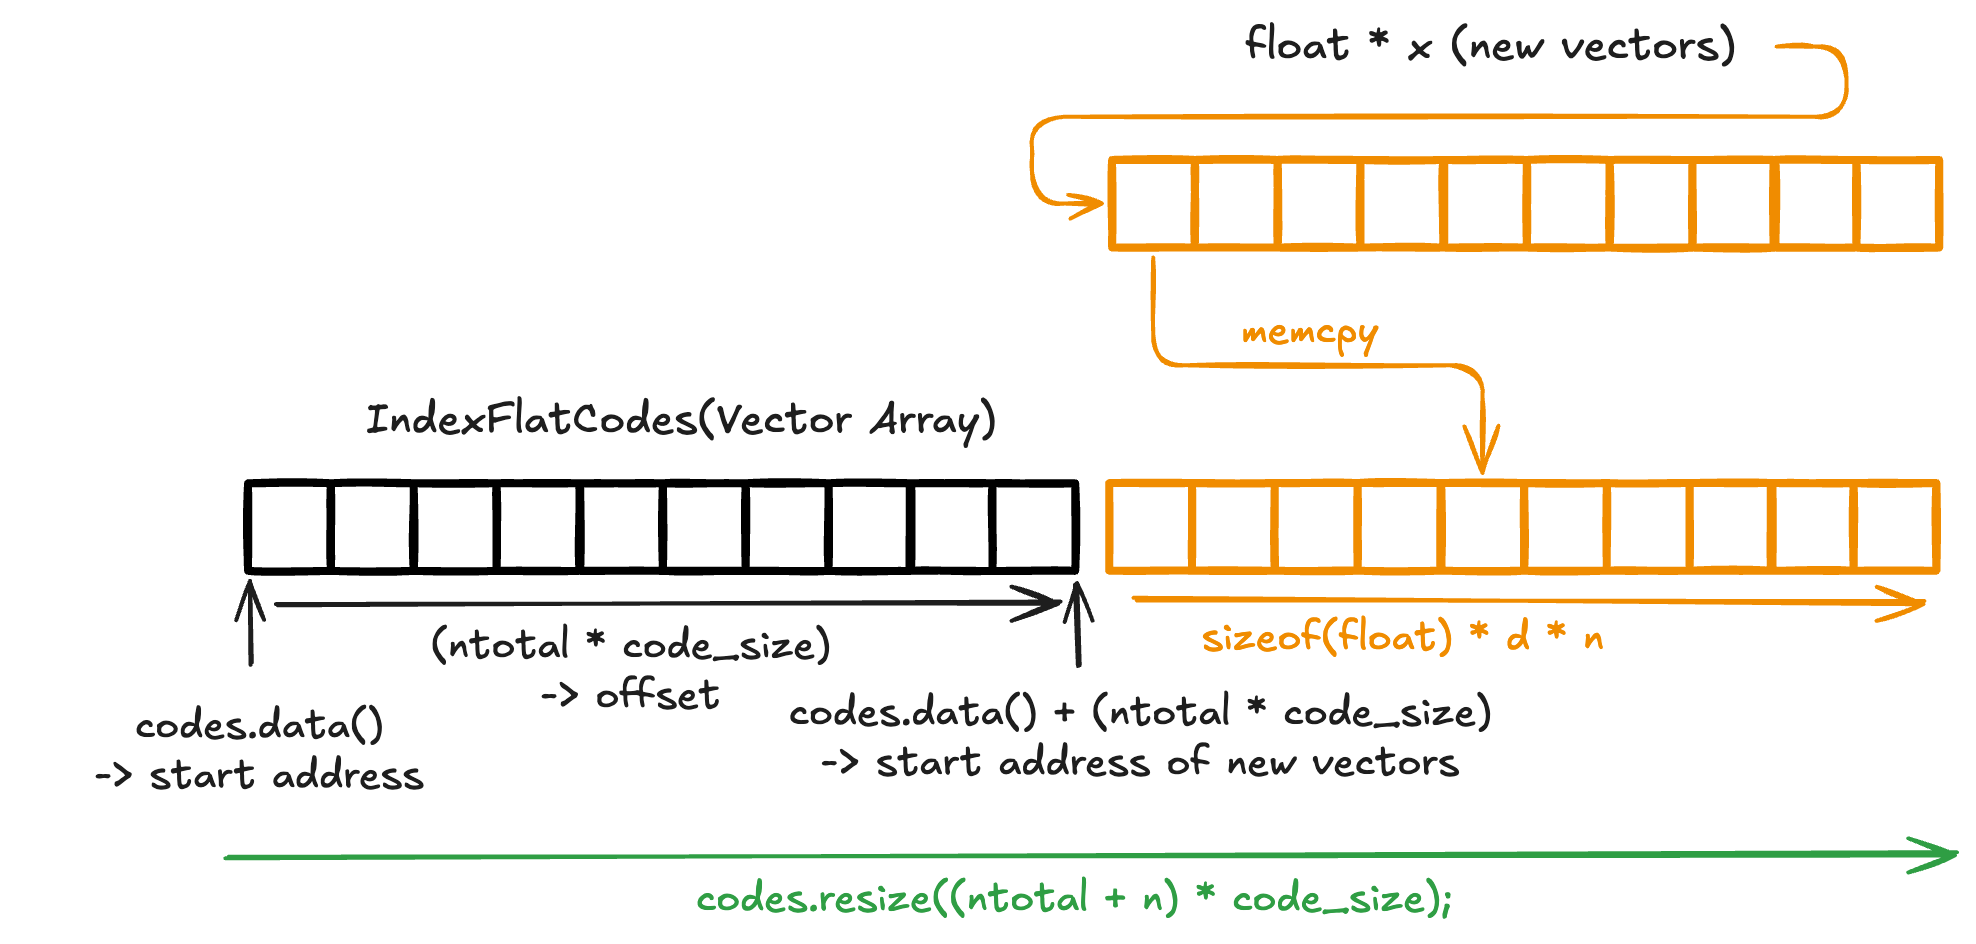 float * x (new vectors)
memcpy
IndexFlatCodes(Vector Array)
(ntotal * code_size)
-> offset
sizeof(float) * d * n
codes.data()
-> start address
codes.data() + (ntotal * code_size)
-> start address of new vectors
codes.resize((ntotal + n) * code_size);